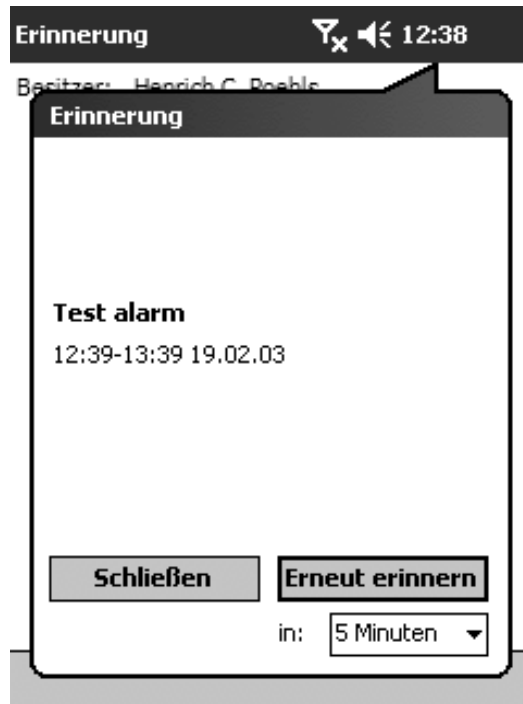 Erinnerung 12:38
Besitzer: Henrich C. Poehls
Erinnerung
Test alarm
12:39-13:39 19.02.03
Schließen Erneut erinnern
in: 5 Minuten